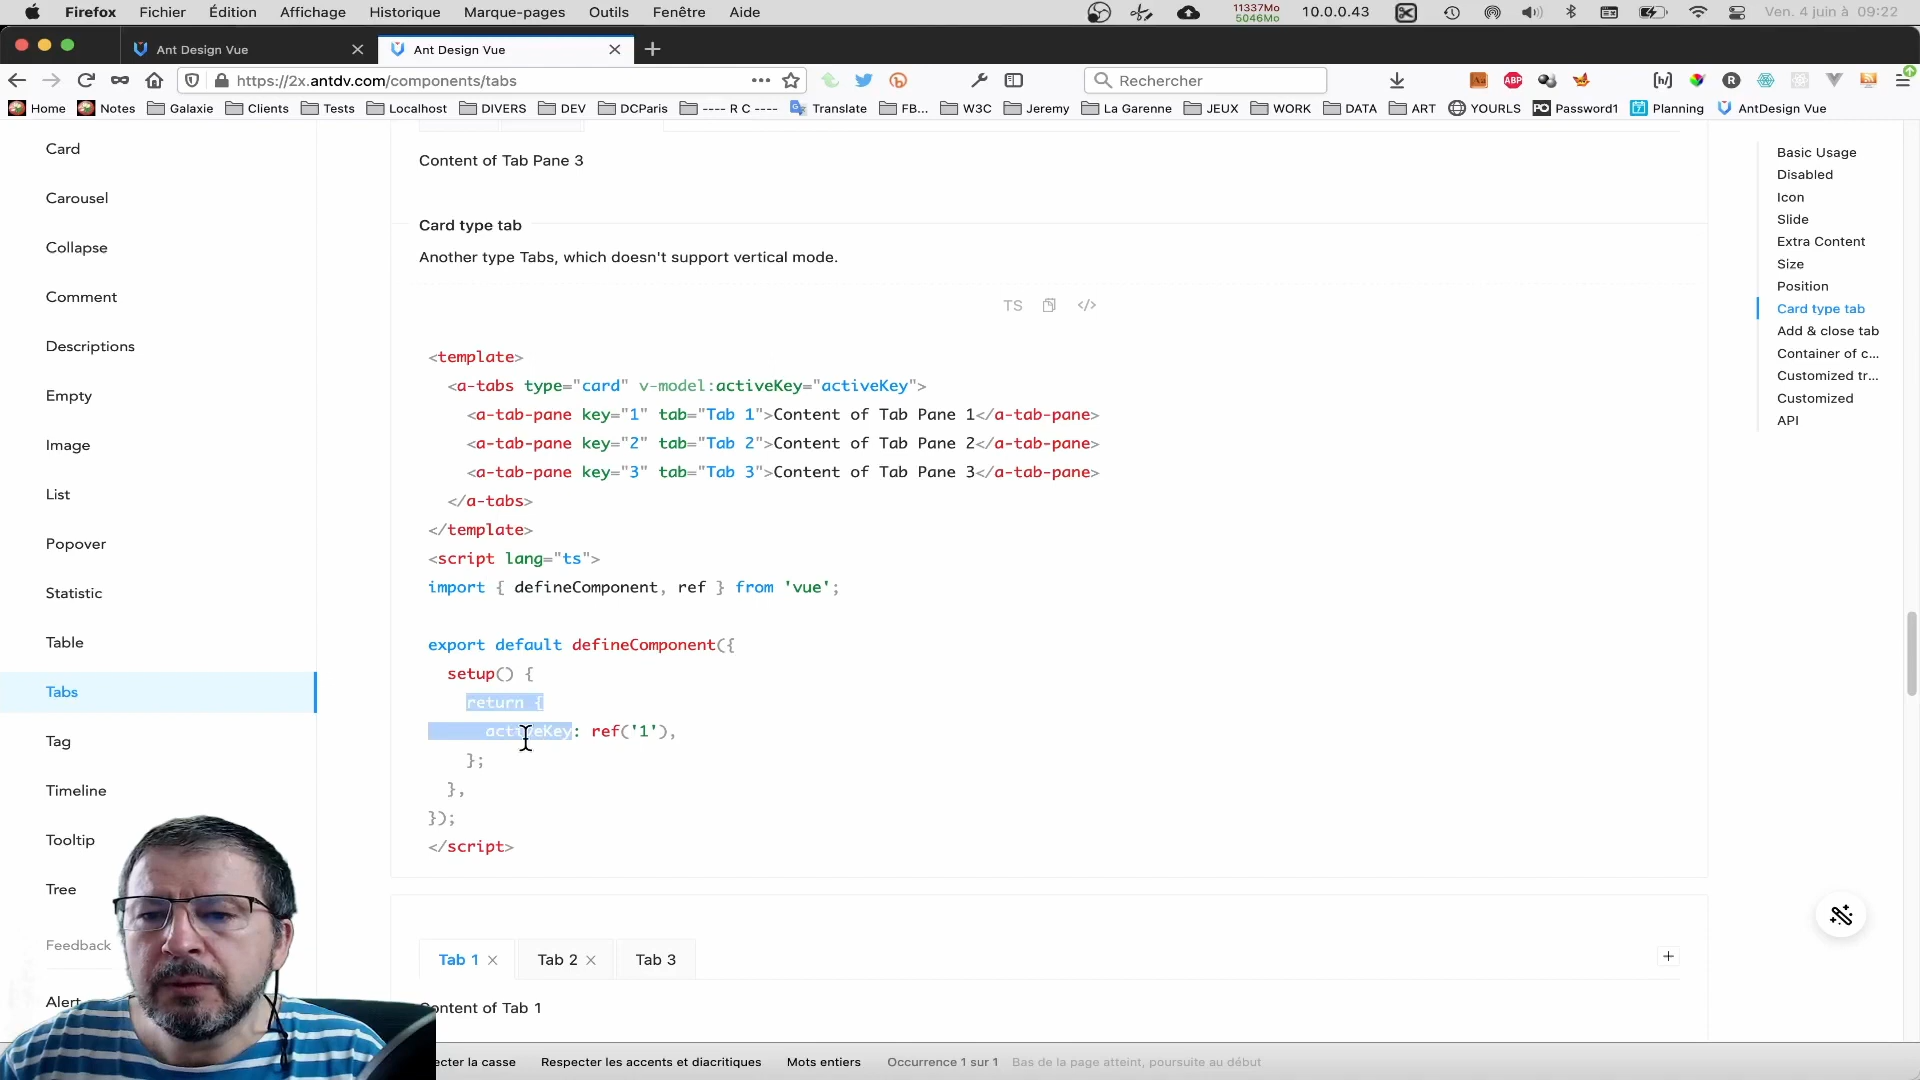 Firefox Fichier Édition Affichage Historique Marque-pages Outils Fenêtre Aide
11337Mo
5046Mo
10.0.0.43
Ven. 4 juin à 09:22
Ant Design Vue
Ant Design Vue
https://2x.antdv.com/components/tabs
Rechercher
Home Notes Galaxie Clients Tests Localhost DIVERS DEV DCParis ---- R C ---- Translate FB... W3C Jeremy La Garenne JEUX WORK DATA ART YOURLS Password1 Planning AntDesign Vue
Card
Carousel
Collapse
Comment
Descriptions
Empty
Image
List
Popover
Statistic
Table
Tabs
Tag
Timeline
Tooltip
Tree
Feedback
Alert
Content of Tab Pane 3
Card type tab
Another type Tabs, which doesn't support vertical mode.
TS </>
<template>
<a-tabs type="card" v-model:activeKey="activeKey">
<a-tab-pane key="1" tab="Tab 1">Content of Tab Pane 1</a-tab-pane>
<a-tab-pane key="2" tab="Tab 2">Content of Tab Pane 2</a-tab-pane>
<a-tab-pane key="3" tab="Tab 3">Content of Tab Pane 3</a-tab-pane>
</a-tabs>
</template>
<script lang="ts">
import { defineComponent, ref } from 'vue';
export default defineComponent({
setup() {
return {
activeKey: ref('1'),
};
},
});
</script>
Tab 1 Tab 2 Tab 3
+
ontent of Tab 1
Basic Usage
Disabled
Icon
Slide
Extra Content
Size
Position
Card type tab
Add & close tab
Container of c...
Customized tr...
Customized
API
ecter la casse Respecter les accents et diacritiques Mots entiers Occurrence 1 sur 1 Bas de la page atteint, poursuite au début